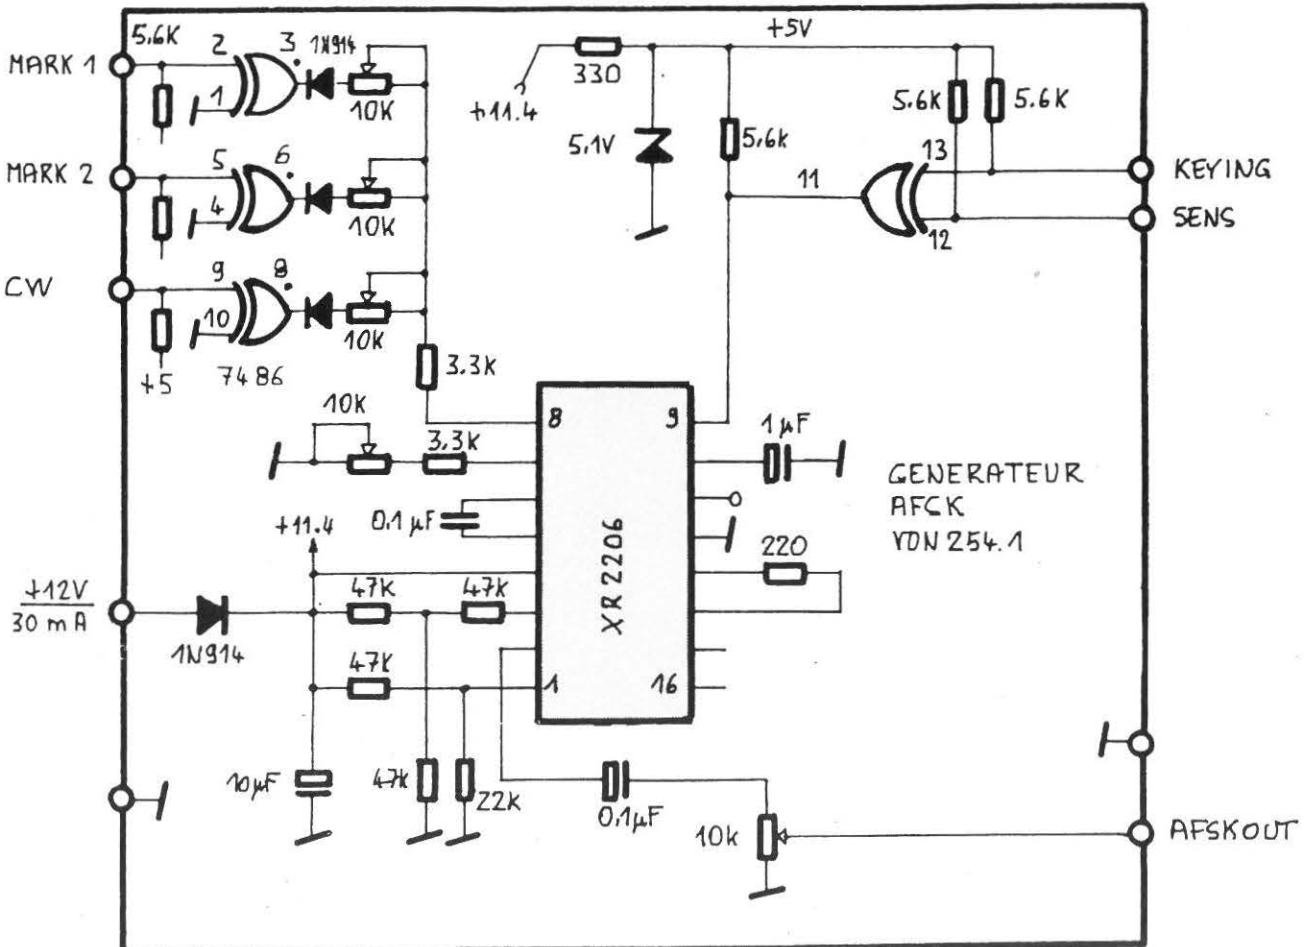 5.6K
MARK 1
2
3
1N914
1
10K
+5V
330
+11.4
5.1V
5,6K
5.6K
5.6K
13
11
12
KEYING
SENS
MARK 2
5
6
4
10K
CW
9
8
10
10K
+5
7486
3.3K
10K
3.3K
8
9
1µF
0.1µF
XR2206
GENERATEUR
AFCK
VON 254.1
220
+11.4
+12V
30 mA
1N914
47K
47K
47K
1
16
10µF
47K
22K
0,1µF
10k
AFSKOUT